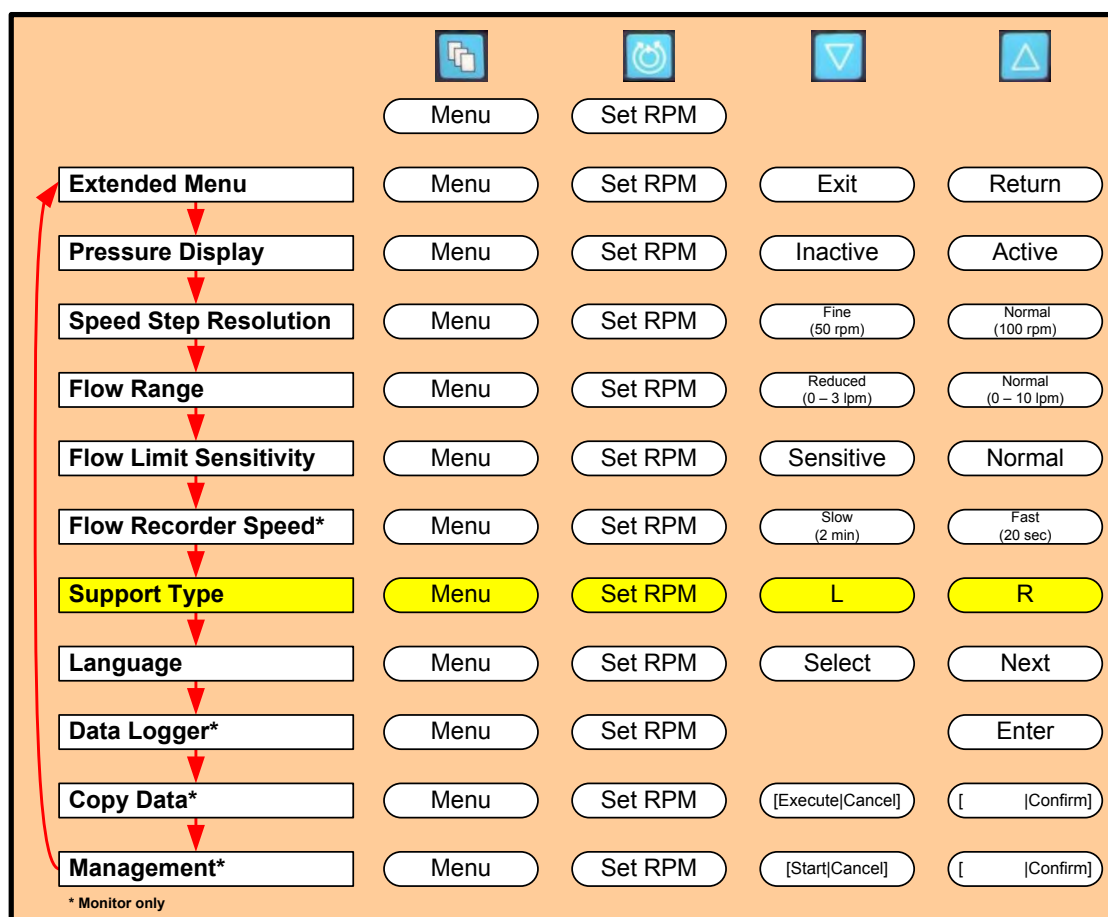 Menu Set RPM
Extended Menu Menu Set RPM Exit Return
Pressure Display Menu Set RPM Inactive Active
Speed Step Resolution Menu Set RPM Fine (50 rpm) Normal (100 rpm)
Flow Range Menu Set RPM Reduced (0 – 3 lpm) Normal (0 – 10 lpm)
Flow Limit Sensitivity Menu Set RPM Sensitive Normal
Flow Recorder Speed* Menu Set RPM Slow (2 min) Fast (20 sec)
Support Type Menu Set RPM L R
Language Menu Set RPM Select Next
Data Logger* Menu Set RPM Enter
Copy Data* Menu Set RPM [Execute|Cancel] [ |Confirm]
Management* Menu Set RPM [Start|Cancel] [ |Confirm]
* Monitor only